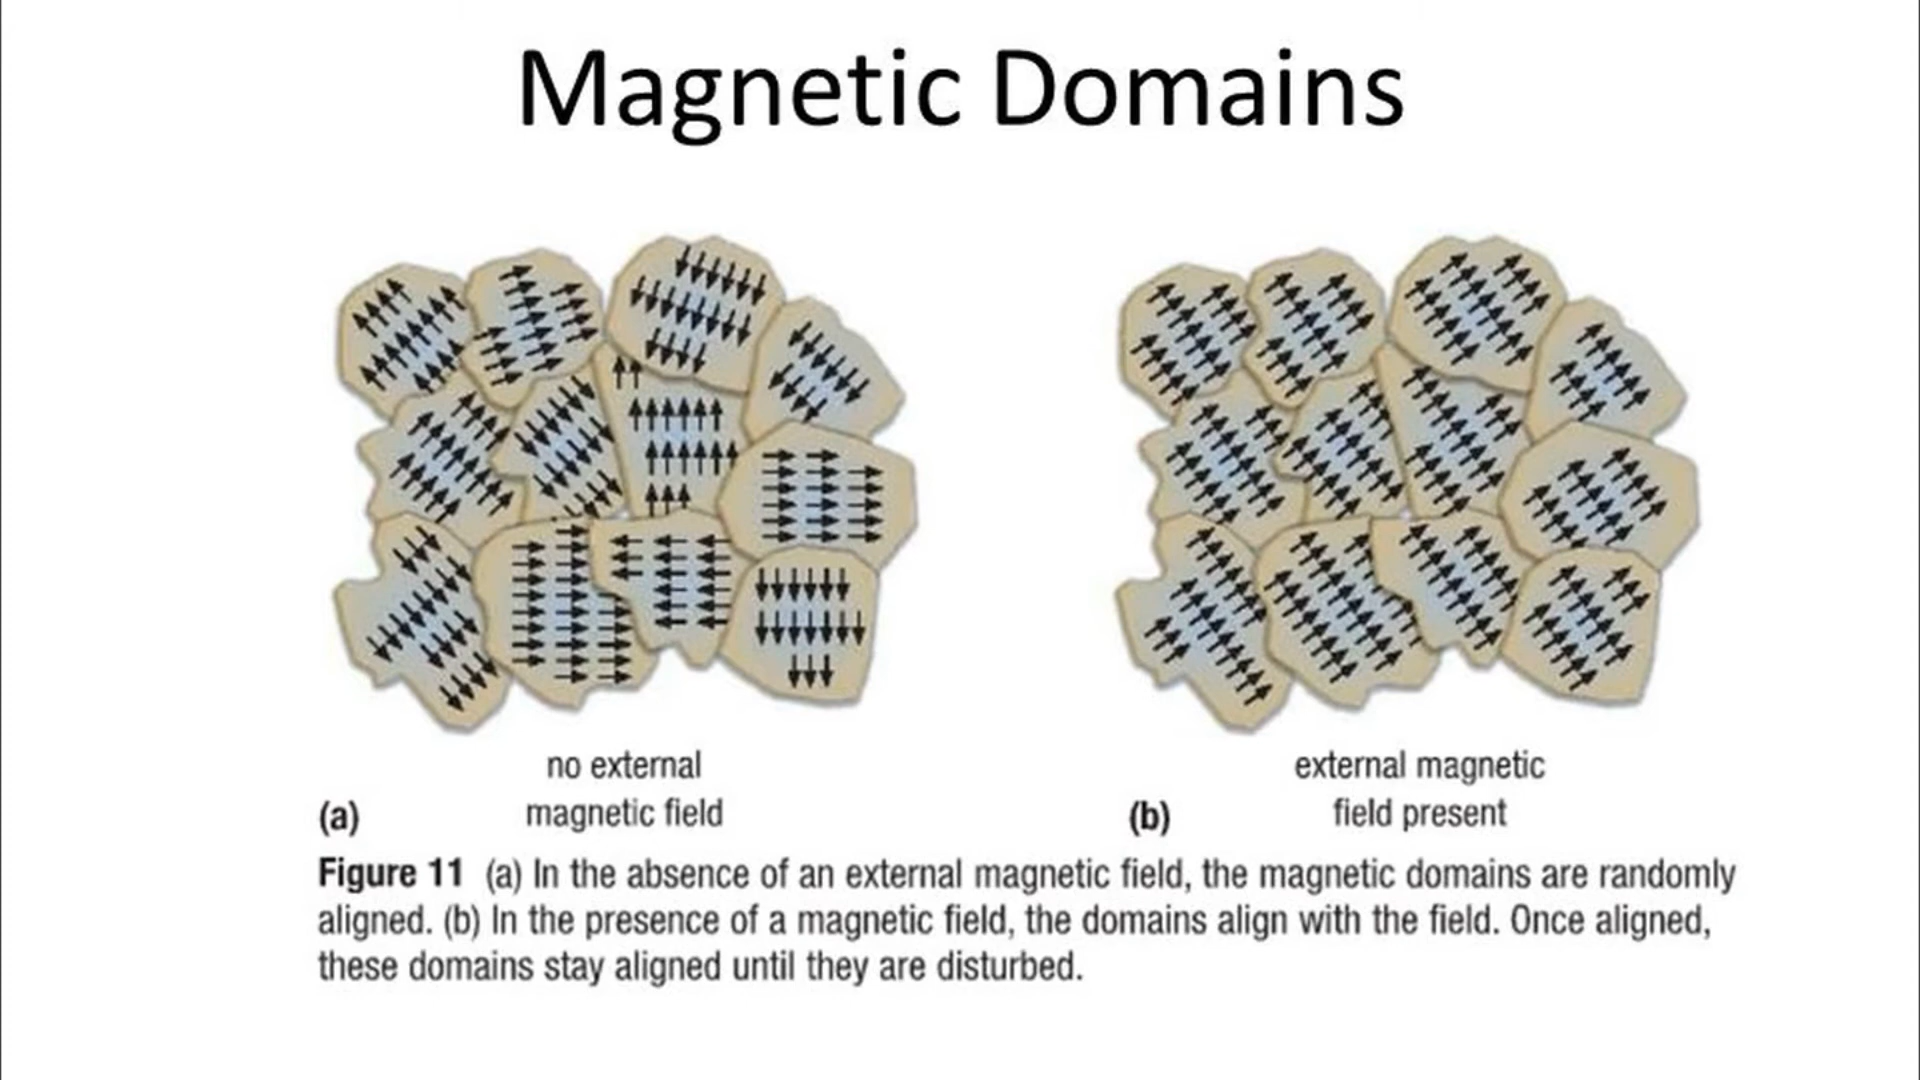 Magnetic Domains
no external
magnetic field
(a)
external magnetic
field present
(b)
Figure 11 (a) In the absence of an external magnetic field, the magnetic domains are randomly
aligned. (b) In the presence of a magnetic field, the domains align with the field. Once aligned,
these domains stay aligned until they are disturbed.